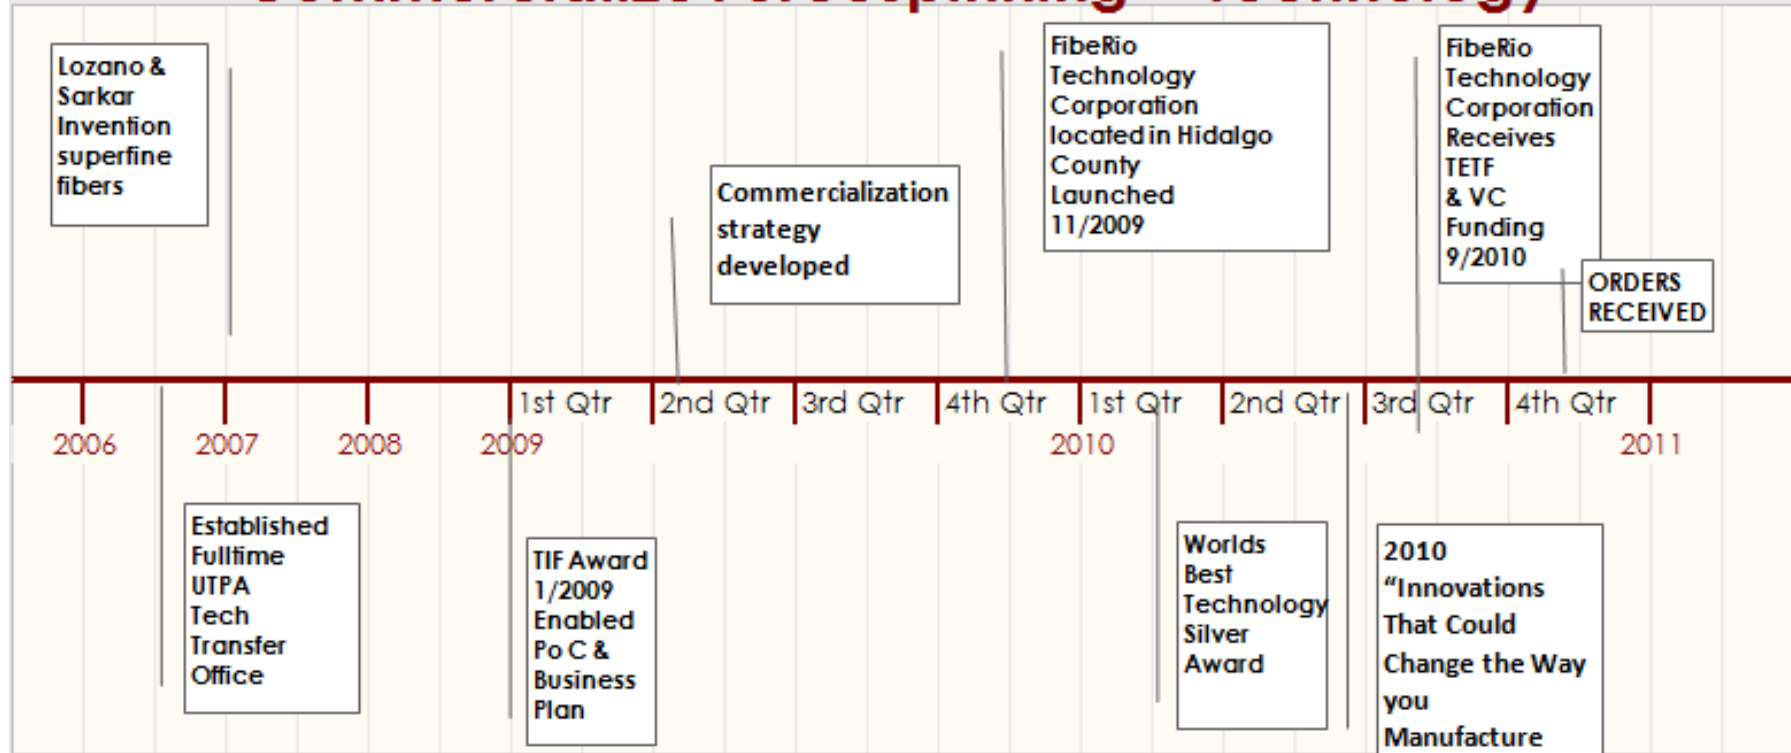 Commercialize Forcespinning Technology
Lozano &
Sarkar
Invention
superfine
fibers
Commercialization
strategy
developed
FibeRio
Technology
Corporation
located in Hidalgo
County
Launched
11/2009
FibeRio
Technology
Corporation
Receives
TETF
& VC
Funding
9/2010
ORDERS
RECEIVED
1st Qtr 2nd Qtr 3rd Qtr 4th Qtr 1st Qtr 2nd Qtr 3rd Qtr 4th Qtr
2006 2007 2008 2009 2010 2011
Established
Fulltime
UTPA
Tech
Transfer
Office
TIF Award
1/2009
Enabled
Po C &
Business
Plan
Worlds
Best
Technology
Silver
Award
2010
“Innovations
That Could
Change the Way
you
Manufacture